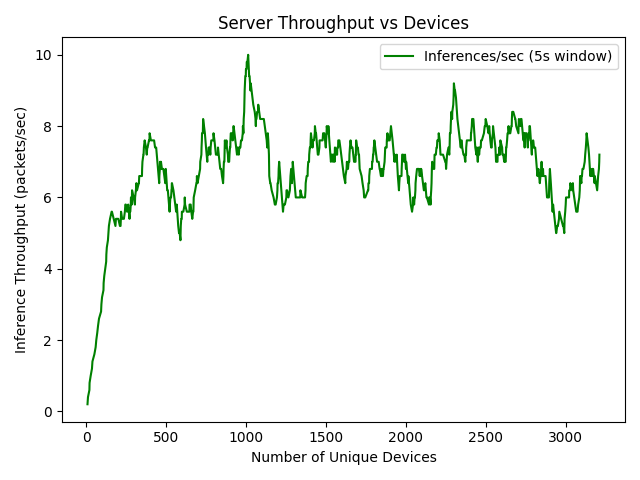 Server Throughput vs Devices
Inferences/sec (5s window)
Inference Throughput (packets/sec)
10
8
6
4
2
0
0 500 1000 1500 2000 2500 3000
Number of Unique Devices